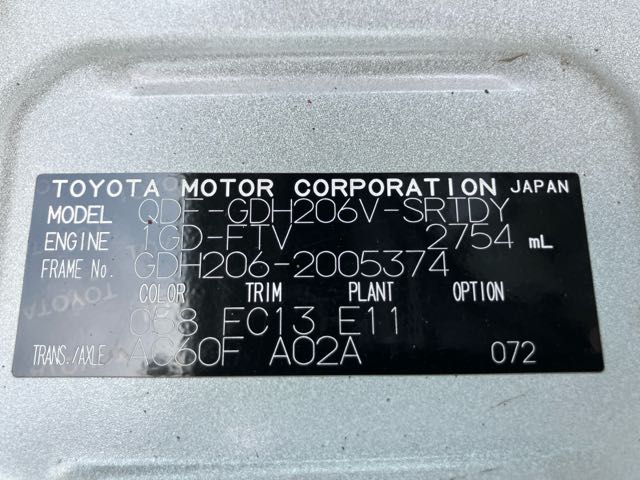 TOYOTA MOTOR CORPORATION JAPAN
MODEL QDF-GDH206V-SRTDY
ENGINE 1GD-FTV 2754 mL
FRAME No. GDH206-2005374
COLOR TRIM PLANT OPTION
058 FC13 E11
TRANS./AXLE AC60F A02A 072